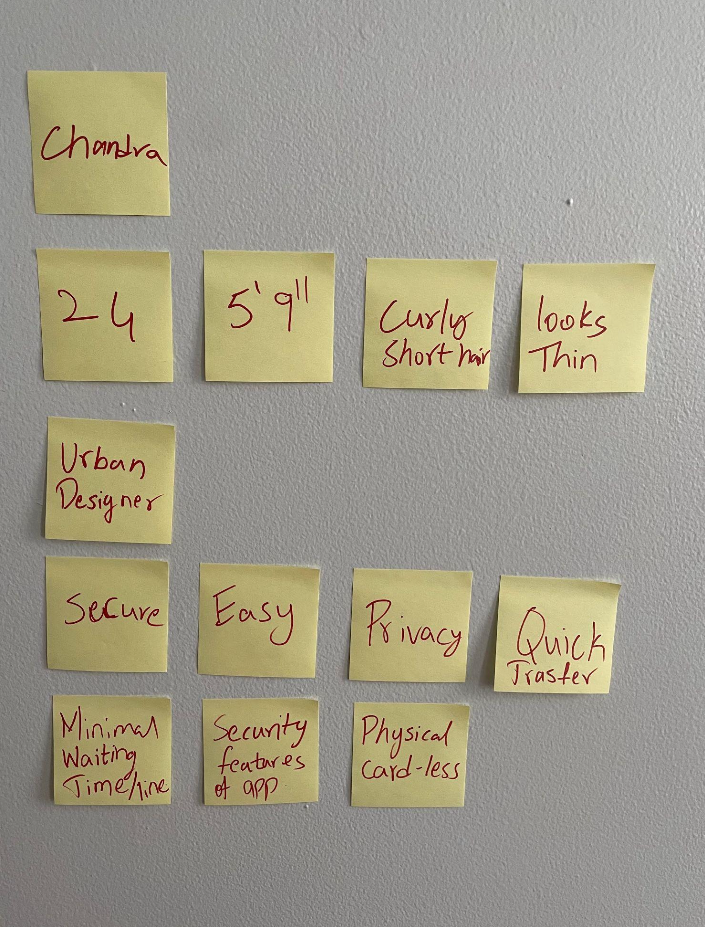 Chandra
24
5'9"
Curly
Short hair
looks
Thin
Urban
Designer
Secure
Easy
Privacy
Quick
Trasfer
Minimal
Waiting
Time/line
Security
features
of app
Physical
Card-less